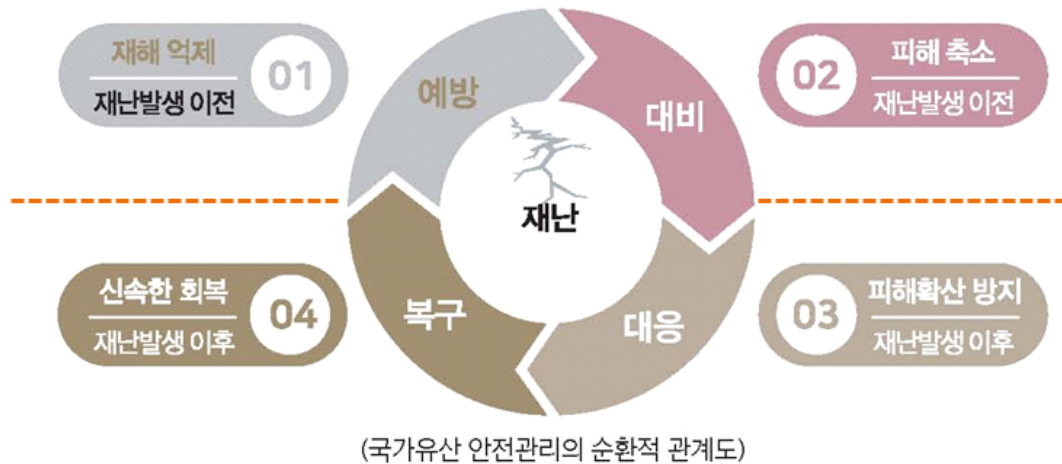 재해 억제
01
재난발생 이전
예방
대비
02
피해 축소
재난발생 이전
재난
신속한 회복
04
재난발생 이후
복구
대응
03
피해확산 방지
재난발생 이후
(국가유산 안전관리의 순환적 관계도)